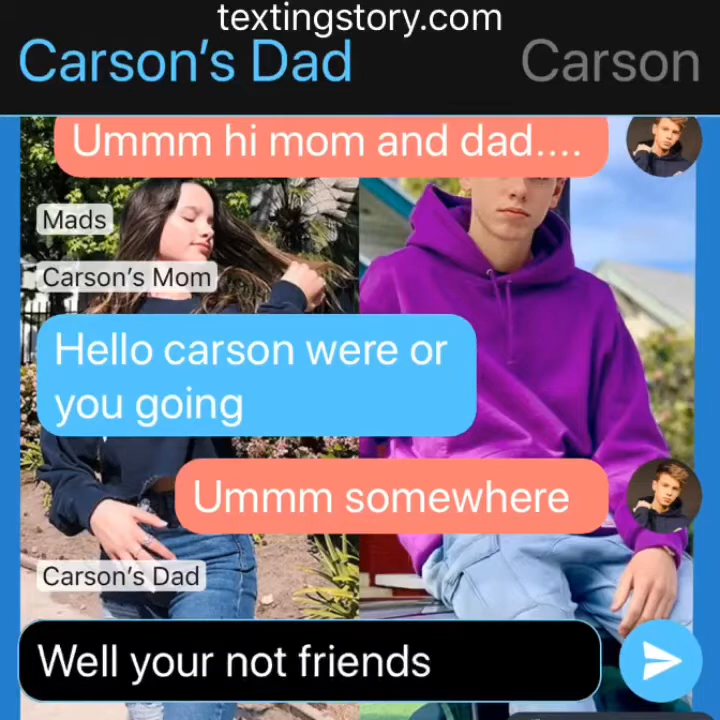 textingstory.com
Carson's Dad
Carson
Ummm hi mom and dad....
Mads
Carson's Mom
Hello carson were or
you going
Ummm somewhere
Carson's Dad
Well your not friends